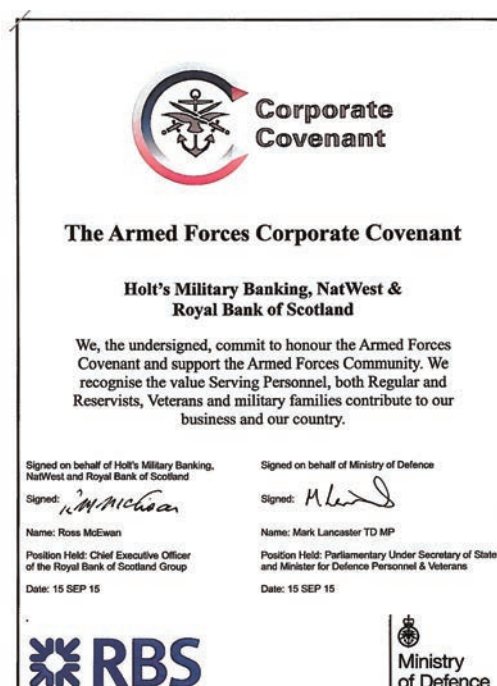 Corporate
Covenant
The Armed Forces Corporate Covenant
Holt's Military Banking, NatWest &
Royal Bank of Scotland
We, the undersigned, commit to honour the Armed Forces
Covenant and support the Armed Forces Community. We
recognise the value Serving Personnel, both Regular and
Reservists, Veterans and military families contribute to our
business and our country.
Signed on behalf of Holt's Military Banking,
NatWest and Royal Bank of Scotland
Signed:
Name: Ross McEwan
Position Held: Chief Executive Officer
of the Royal Bank of Scotland Group
Date: 15 SEP 15
Signed on behalf of Ministry of Defence
Signed:
Name: Mark Lancaster TD MP
Position Held: Parliamentary Under Secretary of State
and Minister for Defence Personnel & Veterans
Date: 15 SEP 15
RBS
Ministry
of Defence